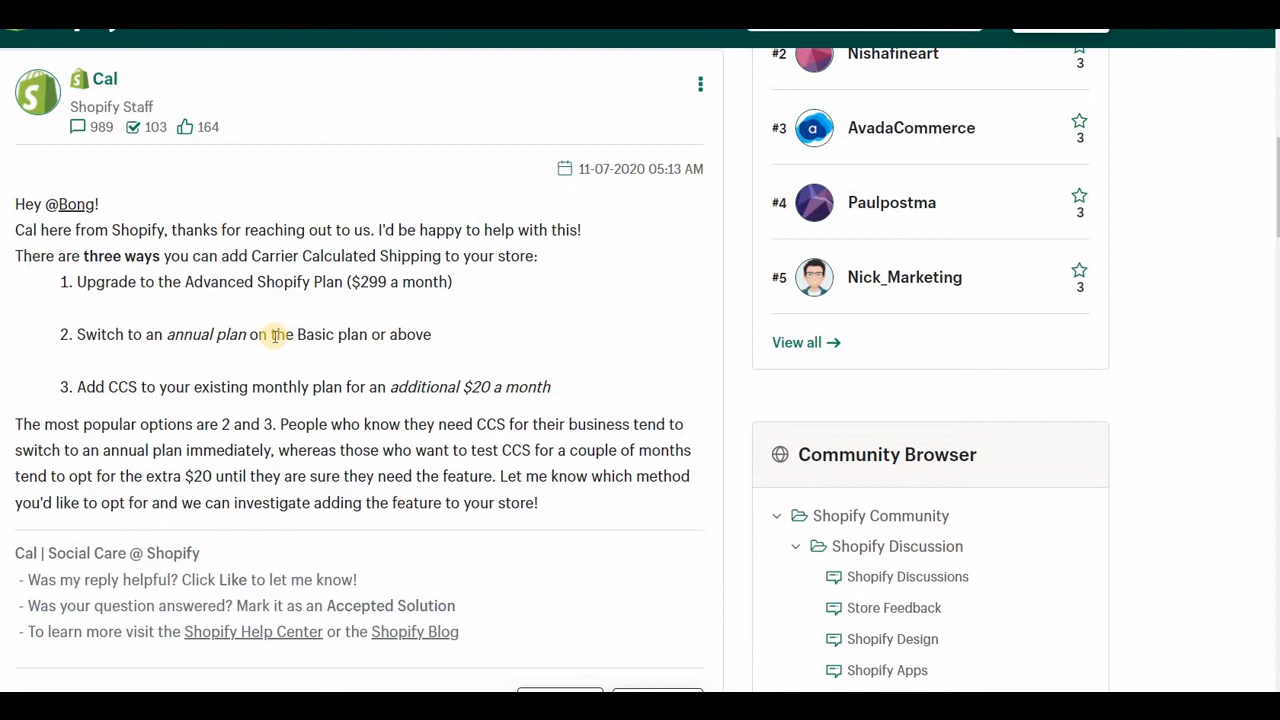 Cal
Shopify Staff
989 103 164
11-07-2020 05:13 AM
Hey @Bong!
Cal here from Shopify, thanks for reaching out to us. I'd be happy to help with this!
There are three ways you can add Carrier Calculated Shipping to your store:
1. Upgrade to the Advanced Shopify Plan ($299 a month)
2. Switch to an annual plan on the Basic plan or above
3. Add CCS to your existing monthly plan for an additional $20 a month
The most popular options are 2 and 3. People who know they need CCS for their business tend to
switch to an annual plan immediately, whereas those who want to test CCS for a couple of months
tend to opt for the extra $20 until they are sure they need the feature. Let me know which method
you'd like to opt for and we can investigate adding the feature to your store!
Cal | Social Care @ Shopify
- Was my reply helpful? Click Like to let me know!
- Was your question answered? Mark it as an Accepted Solution
- To learn more visit the Shopify Help Center or the Shopify Blog
#2 Nishafineart 3
#3 AvadaCommerce 3
#4 Paulpostma 3
#5 Nick_Marketing 3
View all
Community Browser
Shopify Community
Shopify Discussion
Shopify Discussions
Store Feedback
Shopify Design
Shopify Apps